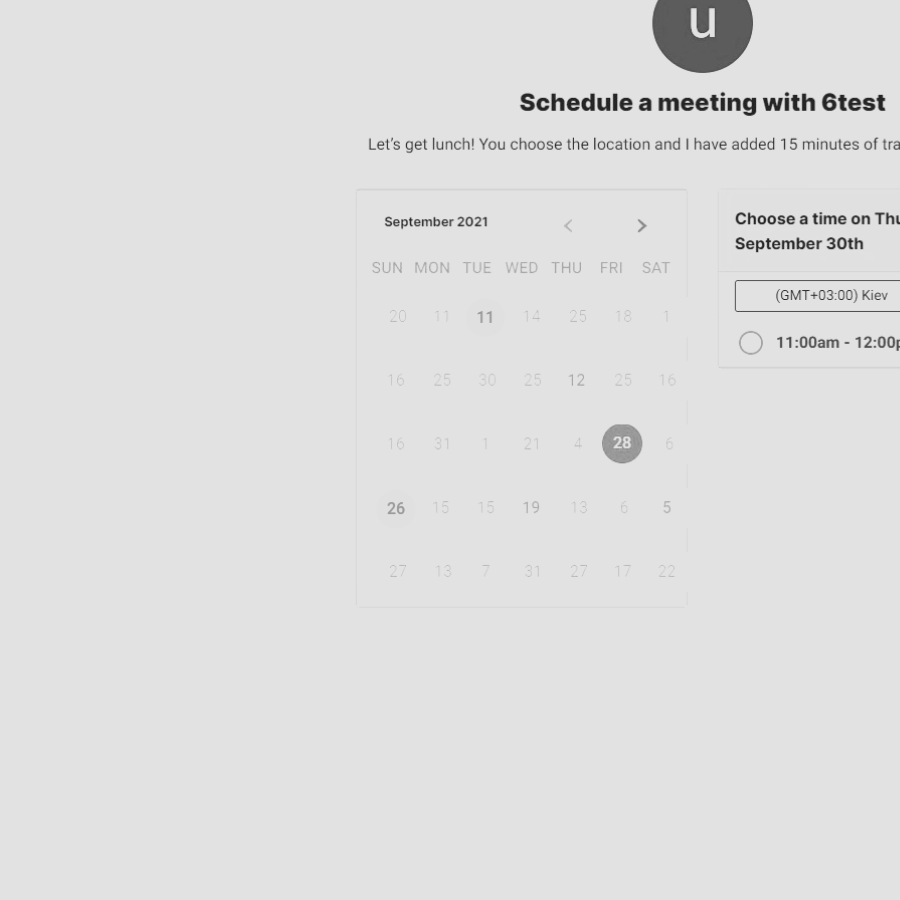 u
Schedule a meeting with 6test
Let's get lunch! You choose the location and I have added 15 minutes of tra
September 2021
SUN MON TUE WED THU FRI SAT
20 11 11 14 25 18 1
16 25 30 25 12 25 16
16 31 1 21 4 28 6
26 15 15 19 13 6 5
27 13 7 31 27 17 22
Choose a time on Thu
September 30th
(GMT+03:00) Kiev
11:00am - 12:00p